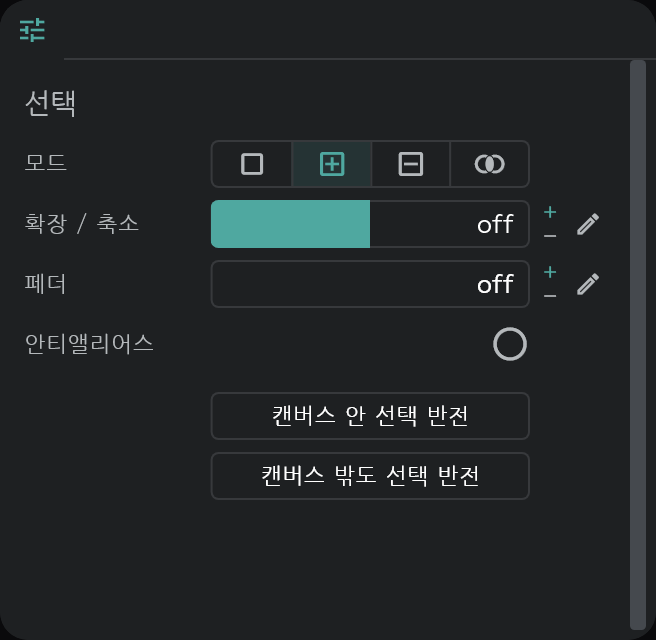 선택
모드
확장 / 축소 off
페더 off
안티앨리어스
캔버스 안 선택 반전
캔버스 밖도 선택 반전